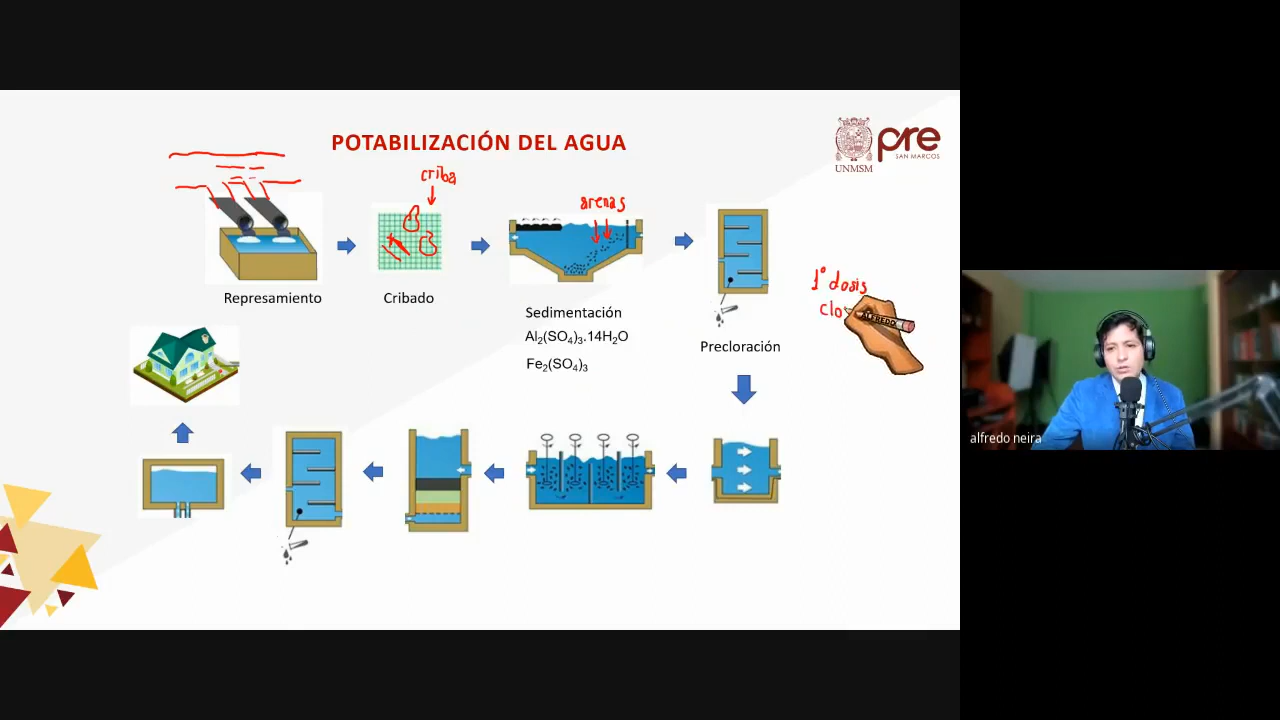 POTABILIZACIÓN DEL AGUA
UNMSM
pre
SAN MARCOS
criba
arenas
Represamiento
Cribado
Sedimentación
Al₂(SO₄)₃.14H₂O
Fe₂(SO₄)₃
Precloración
1° dosis
Clo
ALFREDO
alfredo neira